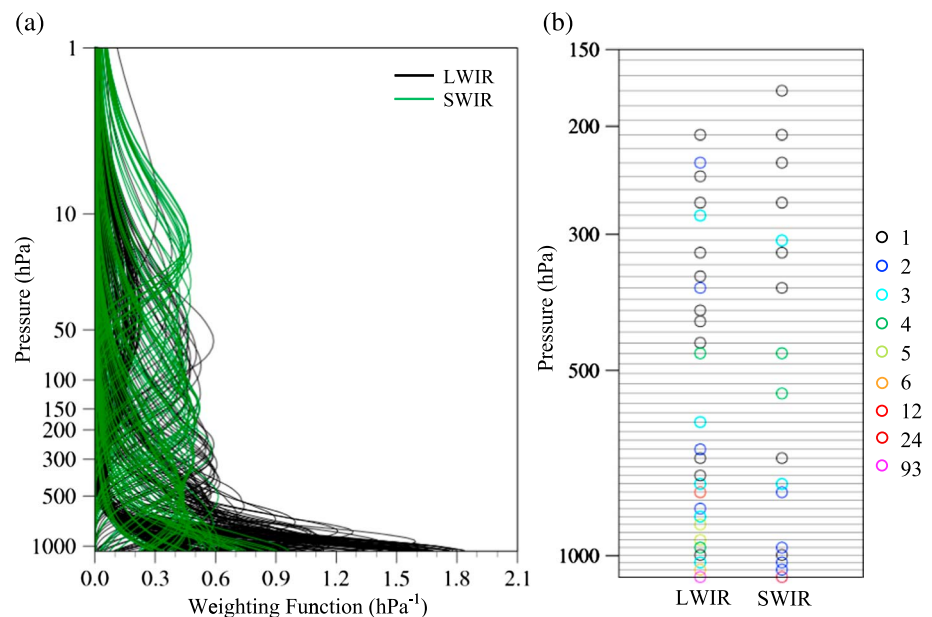 (a)
1
10
50
100
150
200
300
500
1000
Pressure (hPa)
0.0 0.3 0.6 0.9 1.2 1.5 1.8 2.1
Weighting Function (hPa⁻¹)
LWIR
SWIR
(b)
150
200
300
500
1000
Pressure (hPa)
LWIR SWIR
1
2
3
4
5
6
12
24
93